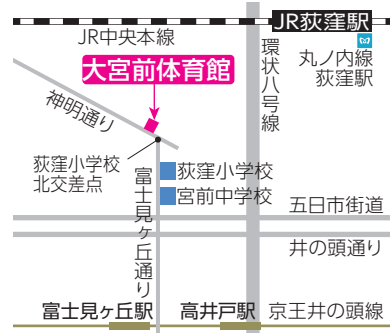 JR荻窪駅
JR中央本線
丸ノ内線
荻窪駅
大宮前体育館
環状八号線
神明通り
荻窪小学校
北交差点
富士見ヶ丘通り
荻窪小学校
宮前中学校
五日市街道
井の頭通り
富士見ヶ丘駅
高井戸駅
京王井の頭線